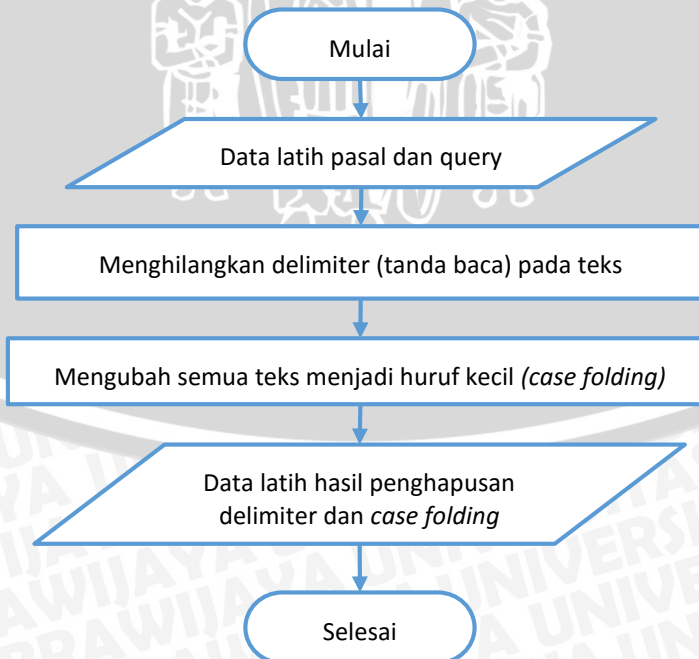 Mulai
Data latih pasal dan query
Menghilangkan delimiter (tanda baca) pada teks
Mengubah semua teks menjadi huruf kecil (case folding)
Data latih hasil penghapusan
delimiter dan case folding
Selesai